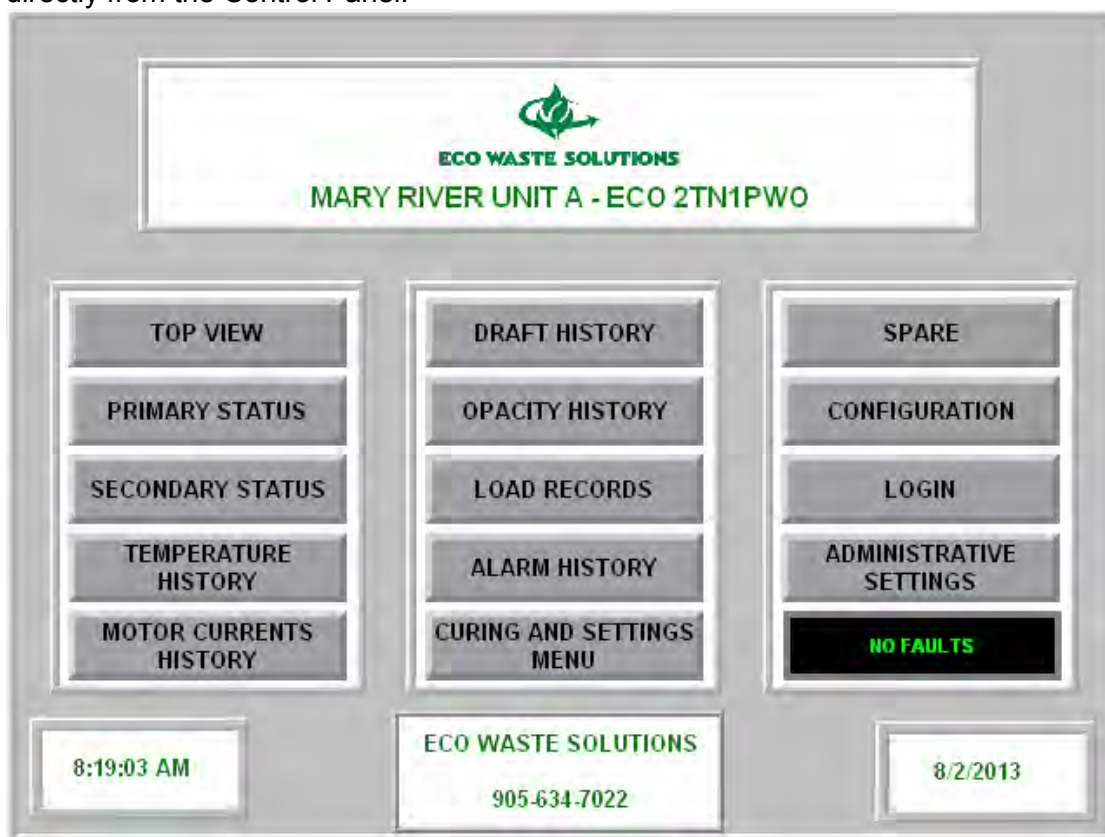 directly from the Control Panel.
ECO WASTE SOLUTIONS
MARY RIVER UNIT A - ECO 2TN1PWO
TOP VIEW
PRIMARY STATUS
SECONDARY STATUS
TEMPERATURE
HISTORY
MOTOR CURRENTS
HISTORY
DRAFT HISTORY
OPACITY HISTORY
LOAD RECORDS
ALARM HISTORY
CURING AND SETTINGS
MENU
SPARE
CONFIGURATION
LOGIN
ADMINISTRATIVE
SETTINGS
NO FAULTS
8:19:03 AM
ECO WASTE SOLUTIONS
905-634-7022
8/2/2013